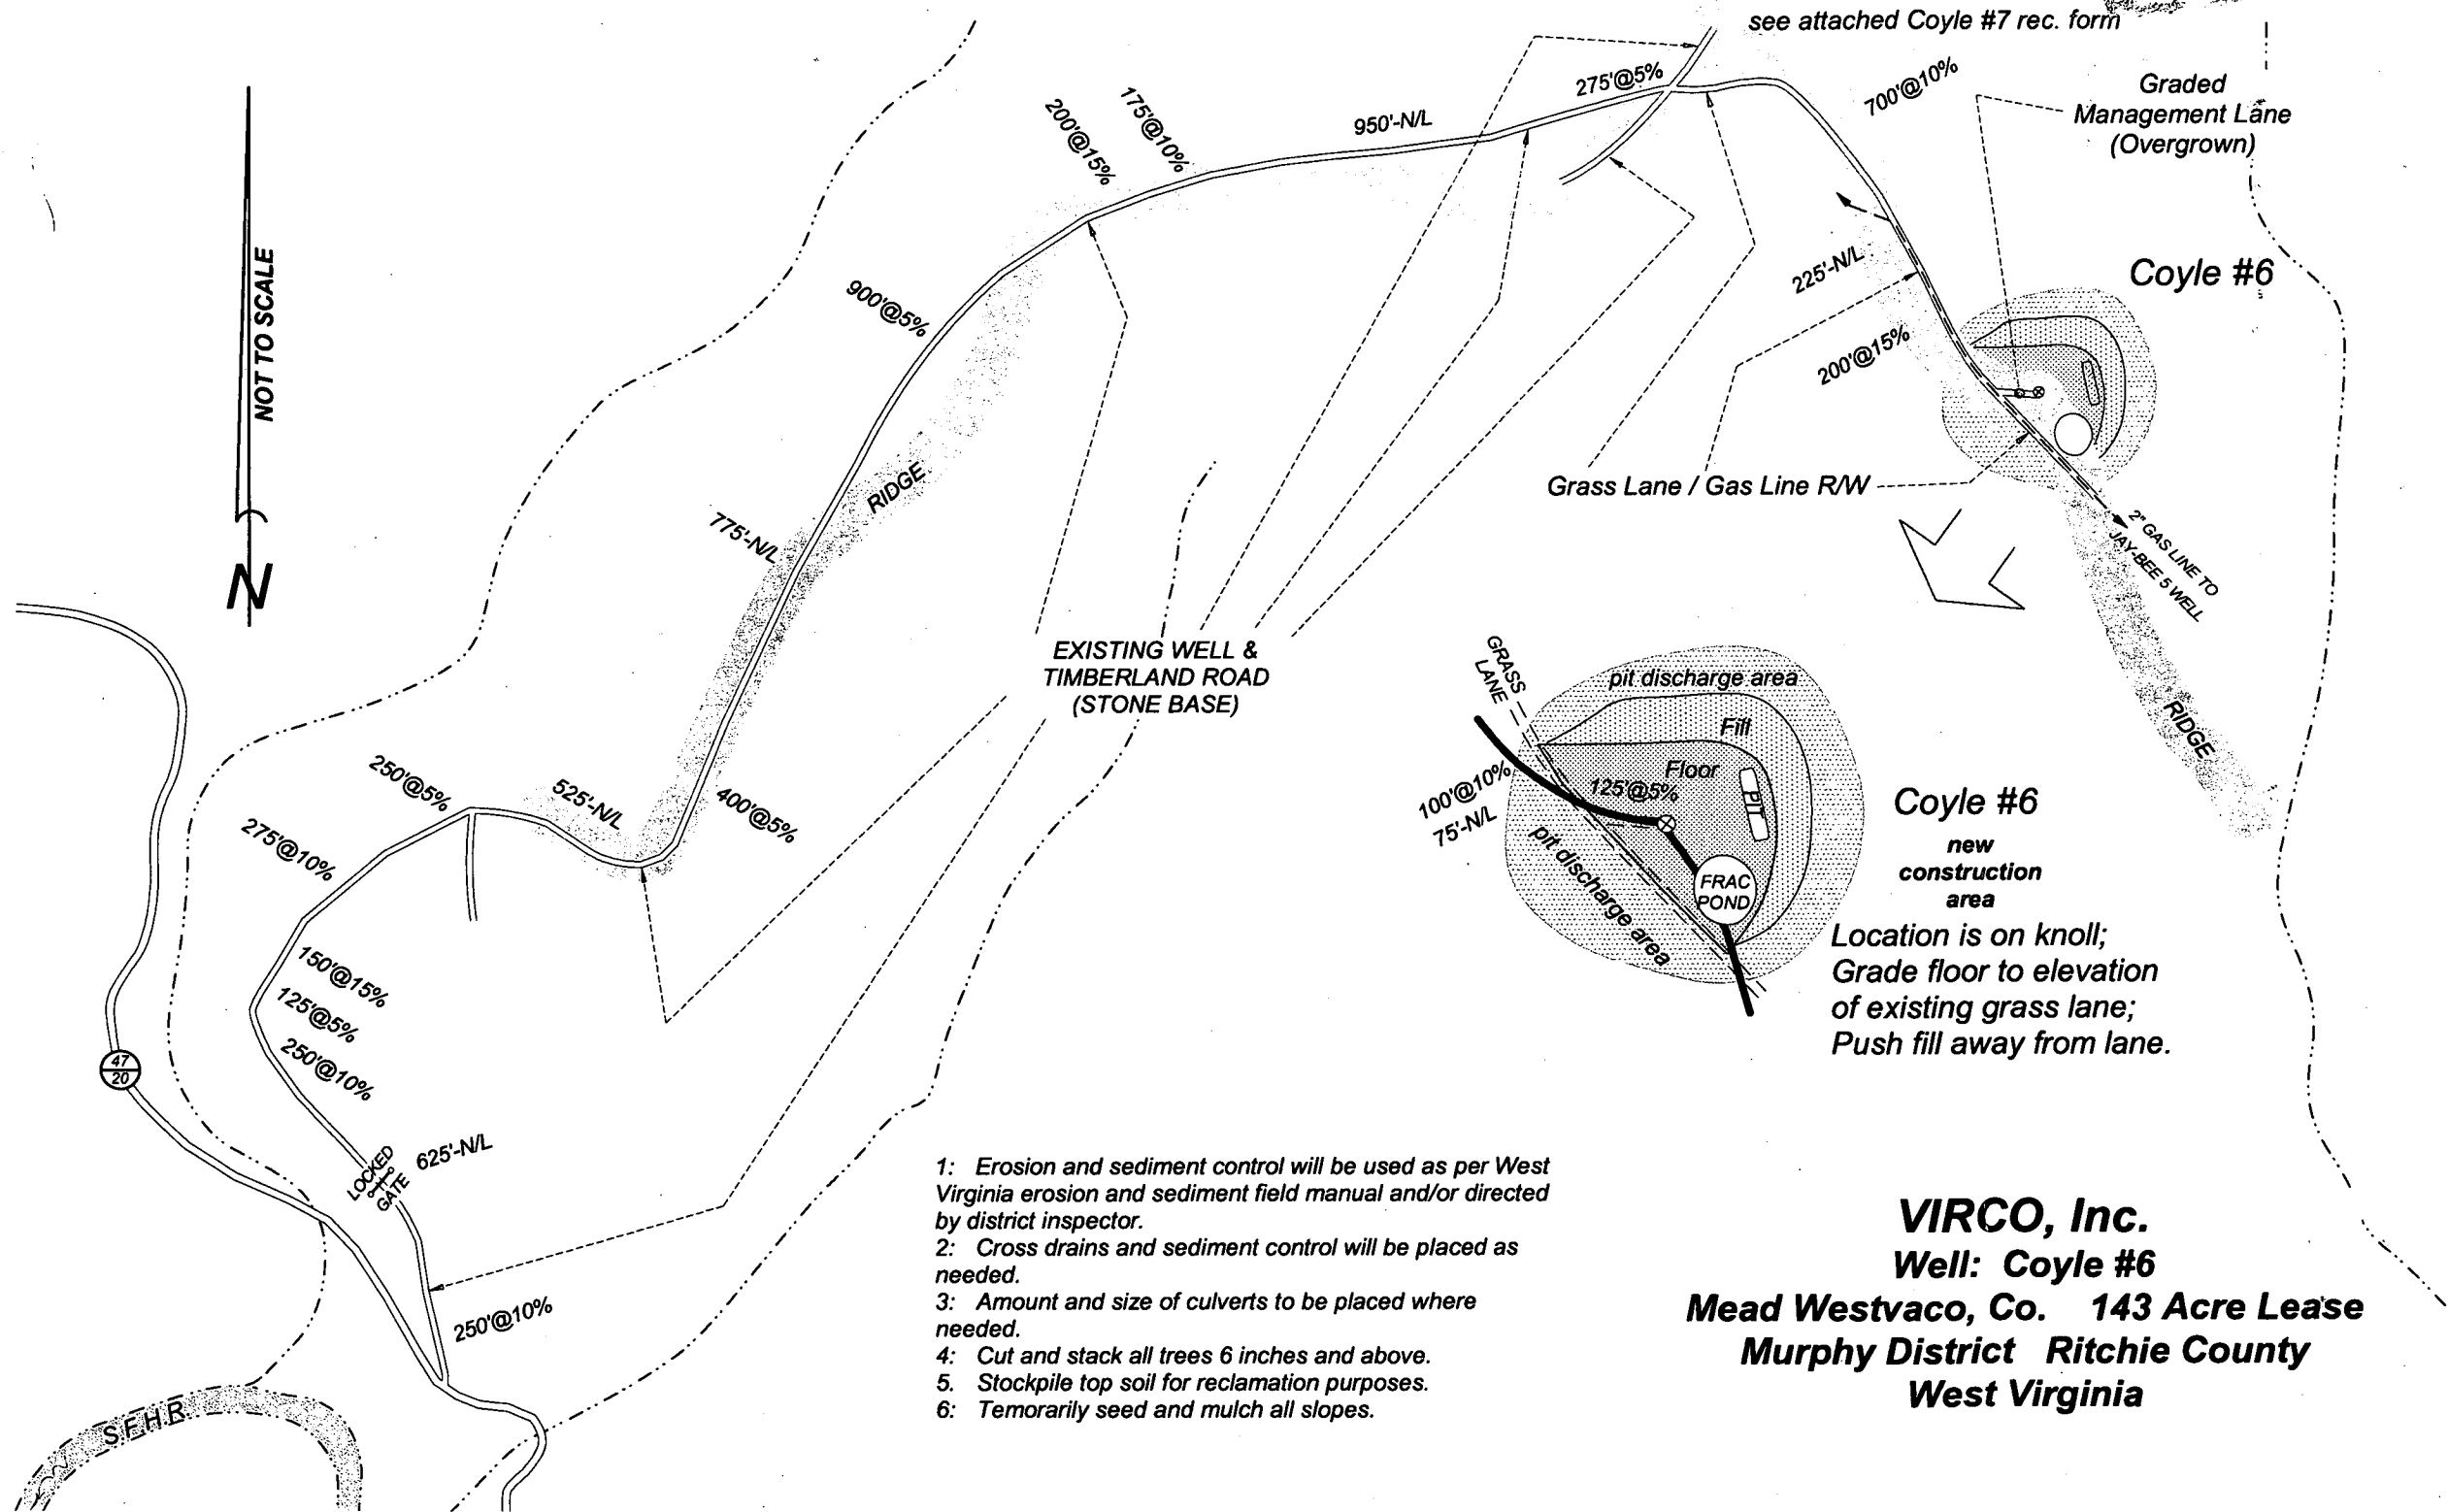 see attached Coyle #7 rec. form
Graded
Management Lane
(Overgrown)
700'@10%
275'@5%
950'-N/L
175'@10%
200'@15%
NOT TO SCALE
N
900'@5%
225'-N/L
200'@15%
Coyle #6
RIDGE
775'-N/L
Grass Lane / Gas Line R/W
2" GAS LINE TO
JAY-BEE 5 WELL
RIDGE
EXISTING WELL &
TIMBERLAND ROAD
(STONE BASE)
GRASS
LANE
pit discharge area
Fill
Floor
125'@5%
PIT
100'@10%
75'-N/L
pit discharge area
FRAC
POND
Coyle #6
new
construction
area
Location is on knoll;
Grade floor to elevation
of existing grass lane;
Push fill away from lane.
250'@5%
525'-N/L
400'@5%
275'@10%
150'@15%
125'@5%
250'@10%
47
20
LOCKED
GATE
625'-N/L
250'@10%
SFHR
1: Erosion and sediment control will be used as per West
Virginia erosion and sediment field manual and/or directed
by district inspector.
2: Cross drains and sediment control will be placed as
needed.
3: Amount and size of culverts to be placed where
needed.
4: Cut and stack all trees 6 inches and above.
5. Stockpile top soil for reclamation purposes.
6: Temorarily seed and mulch all slopes.
VIRCO, Inc.
Well: Coyle #6
Mead Westvaco, Co. 143 Acre Lease
Murphy District Ritchie County
West Virginia